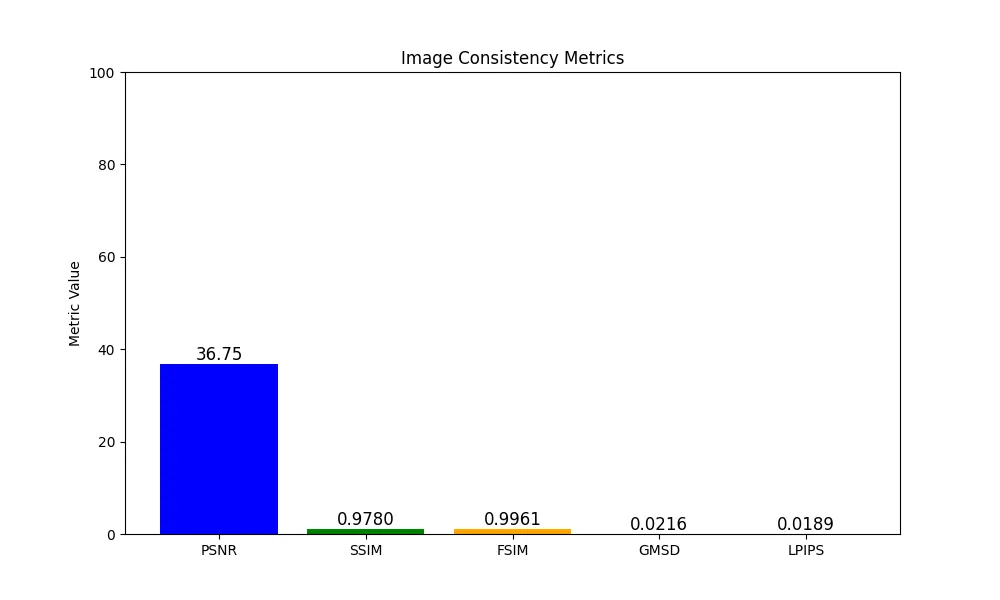 Image Consistency Metrics
Metric Value
100
80
60
40
20
0
36.75
0.9780
0.9961
0.0216
0.0189
PSNR
SSIM
FSIM
GMSD
LPIPS